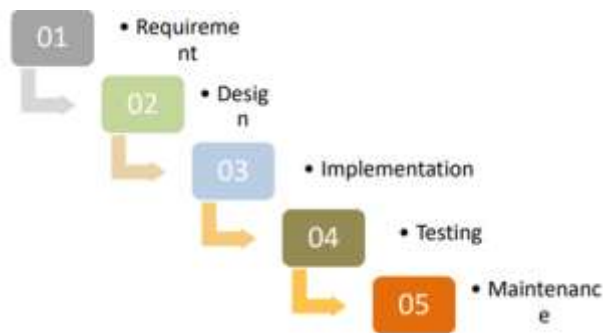 01
• Requireme
nt
02
• Desig
n
03
• Implementation
04
• Testing
05
• Maintenanc
e